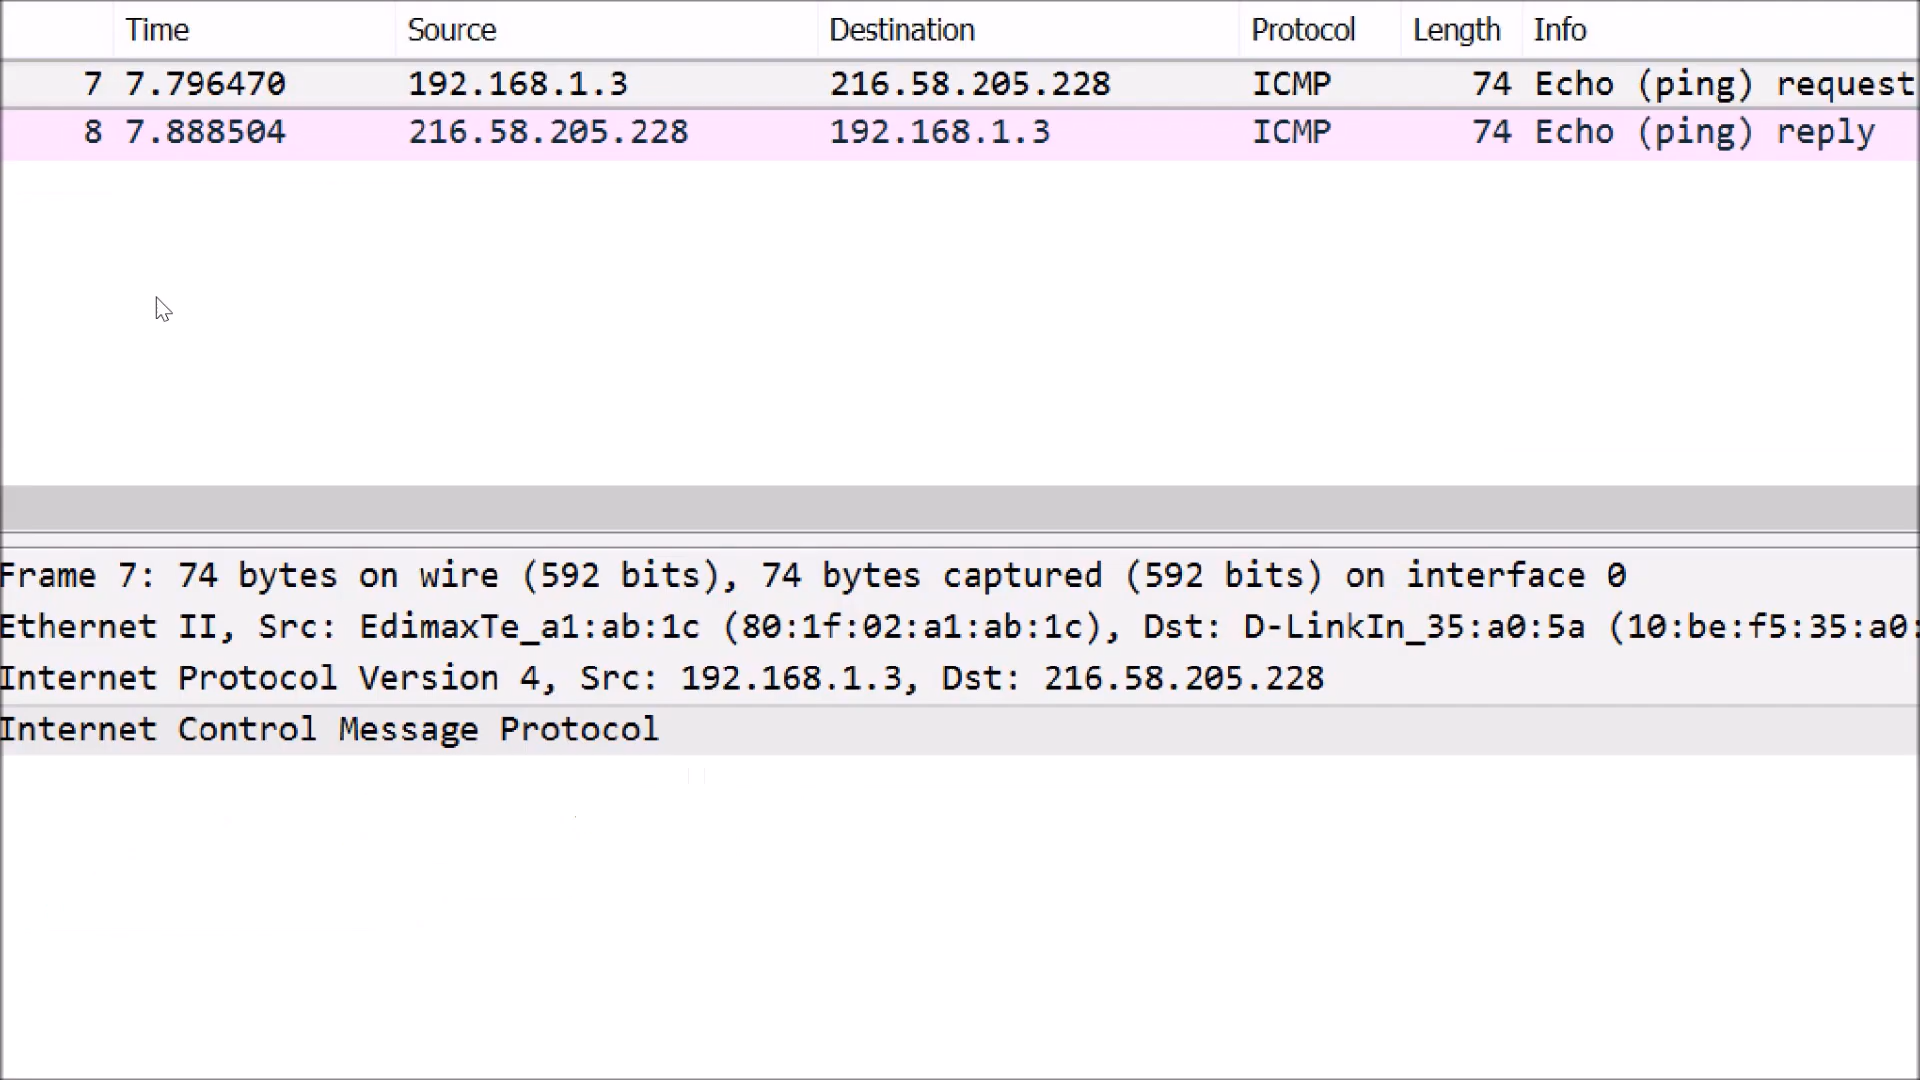 Time Source Destination Protocol Length Info
7 7.796470 192.168.1.3 216.58.205.228 ICMP 74 Echo (ping) request
8 7.888504 216.58.205.228 192.168.1.3 ICMP 74 Echo (ping) reply
Frame 7: 74 bytes on wire (592 bits), 74 bytes captured (592 bits) on interface 0
Ethernet II, Src: EdimaxTe_a1:ab:1c (80:1f:02:a1:ab:1c), Dst: D-LinkIn_35:a0:5a (10:be:f5:35:a0:
Internet Protocol Version 4, Src: 192.168.1.3, Dst: 216.58.205.228
Internet Control Message Protocol